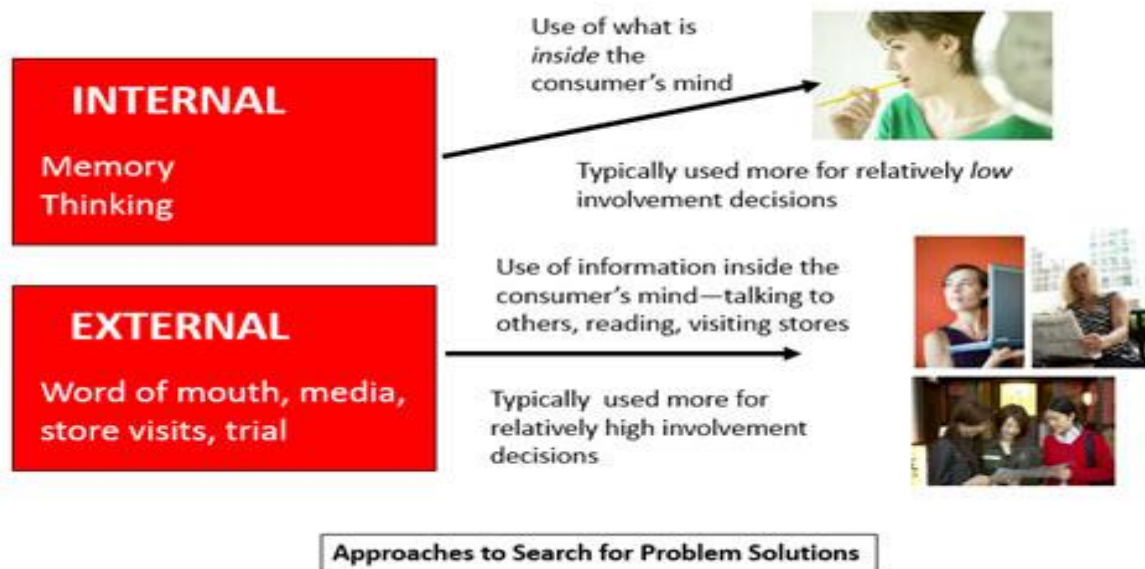 Use of what is
inside the
consumer's mind
INTERNAL
Memory
Thinking
Typically used more for relatively low
involvement decisions
Use of information inside the
consumer's mind—talking to
others, reading, visiting stores
EXTERNAL
Word of mouth, media,
store visits, trial
Typically used more for
relatively high involvement
decisions
Approaches to Search for Problem Solutions